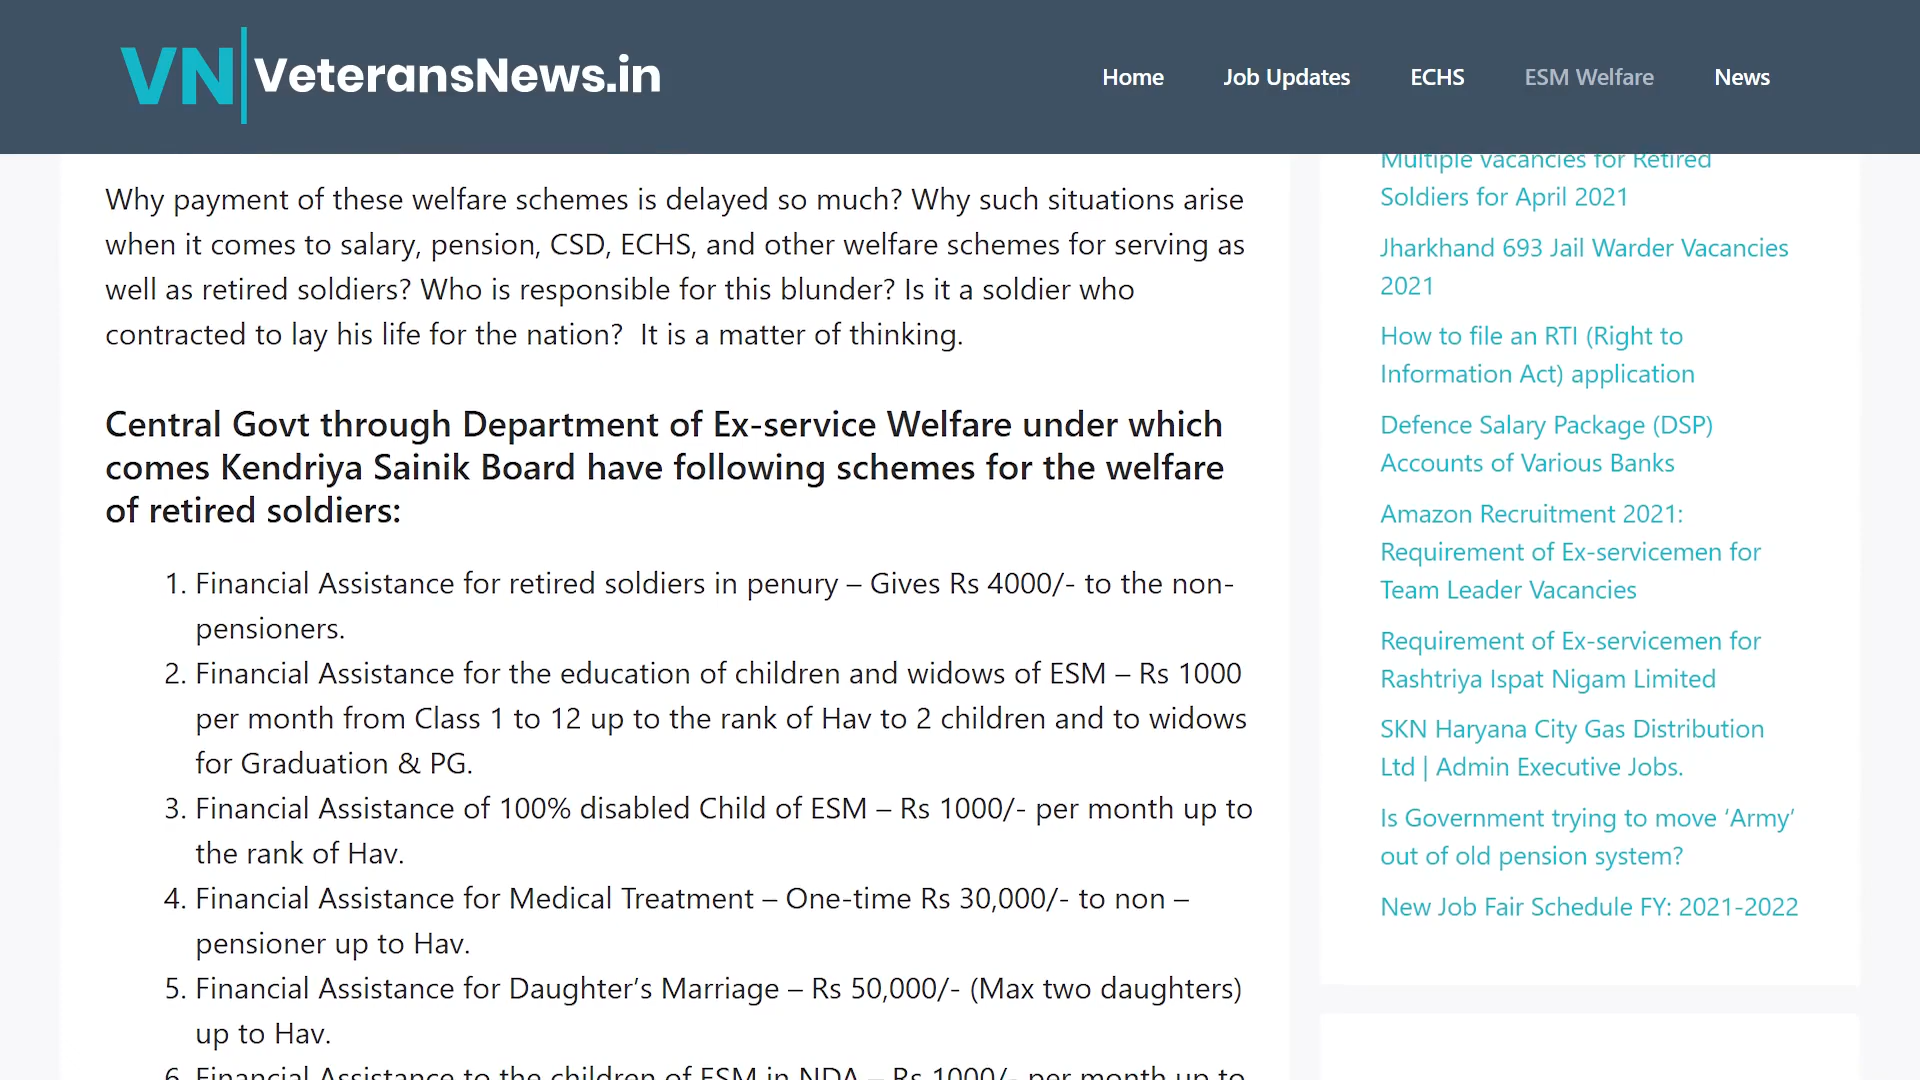 VN VeteransNews.in
Home Job Updates ECHS ESM Welfare News
Why payment of these welfare schemes is delayed so much? Why such situations arise
when it comes to salary, pension, CSD, ECHS, and other welfare schemes for serving as
well as retired soldiers? Who is responsible for this blunder? Is it a soldier who
contracted to lay his life for the nation?  It is a matter of thinking.
Central Govt through Department of Ex-service Welfare under which
comes Kendriya Sainik Board have following schemes for the welfare
of retired soldiers:
1. Financial Assistance for retired soldiers in penury – Gives Rs 4000/- to the non-
pensioners.
2. Financial Assistance for the education of children and widows of ESM – Rs 1000
per month from Class 1 to 12 up to the rank of Hav to 2 children and to widows
for Graduation & PG.
3. Financial Assistance of 100% disabled Child of ESM – Rs 1000/- per month up to
the rank of Hav.
4. Financial Assistance for Medical Treatment – One-time Rs 30,000/- to non –
pensioner up to Hav.
5. Financial Assistance for Daughter’s Marriage – Rs 50,000/- (Max two daughters)
up to Hav.
6. Financial Assistance to the children of ESM in NDA – Rs 1000/- per month up to
Multiple vacancies for Retired
Soldiers for April 2021
Jharkhand 693 Jail Warder Vacancies
2021
How to file an RTI (Right to
Information Act) application
Defence Salary Package (DSP)
Accounts of Various Banks
Amazon Recruitment 2021:
Requirement of Ex-servicemen for
Team Leader Vacancies
Requirement of Ex-servicemen for
Rashtriya Ispat Nigam Limited
SKN Haryana City Gas Distribution
Ltd | Admin Executive Jobs.
Is Government trying to move ‘Army’
out of old pension system?
New Job Fair Schedule FY: 2021-2022